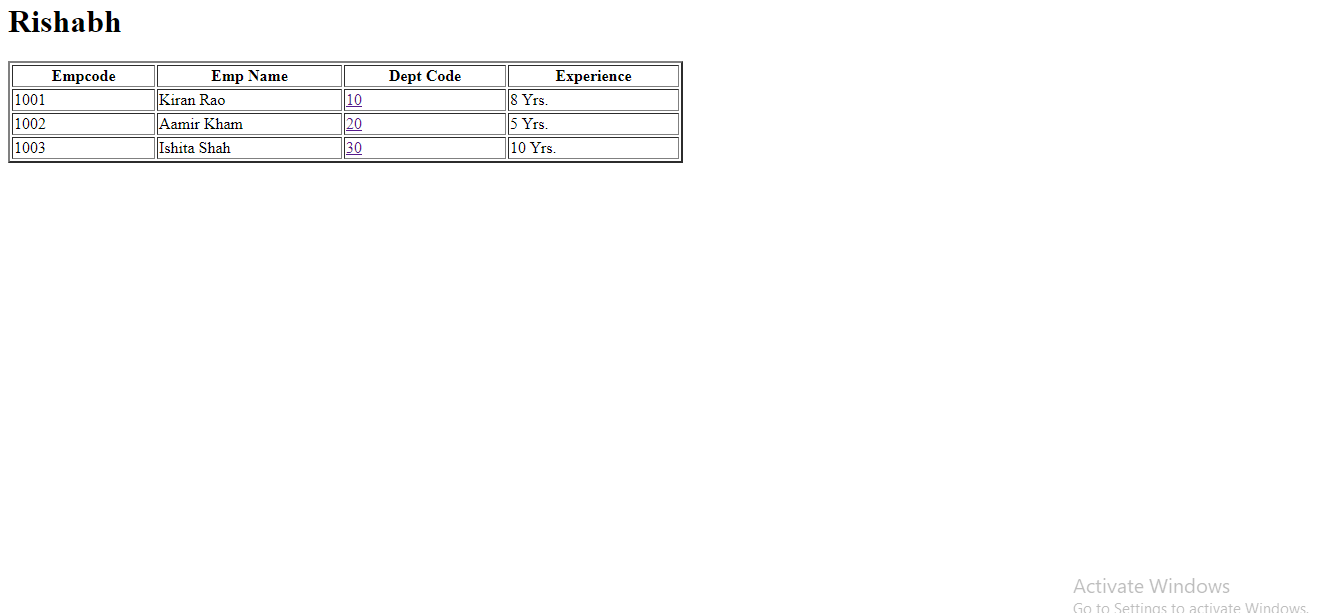 Rishabh
Empcode Emp Name Dept Code Experience
1001 Kiran Rao 10 8 Yrs.
1002 Aamir Kham 20 5 Yrs.
1003 Ishita Shah 30 10 Yrs.
Activate Windows
Go to Settings to activate Windows.